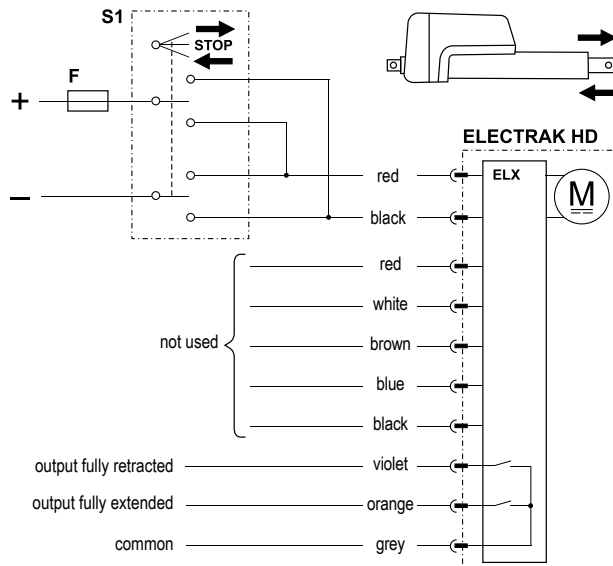 S1
STOP
F
+
−
ELECTRAK HD
ELX
M
red
black
red
white
not used
brown
blue
black
output fully retracted violet
output fully extended orange
common grey